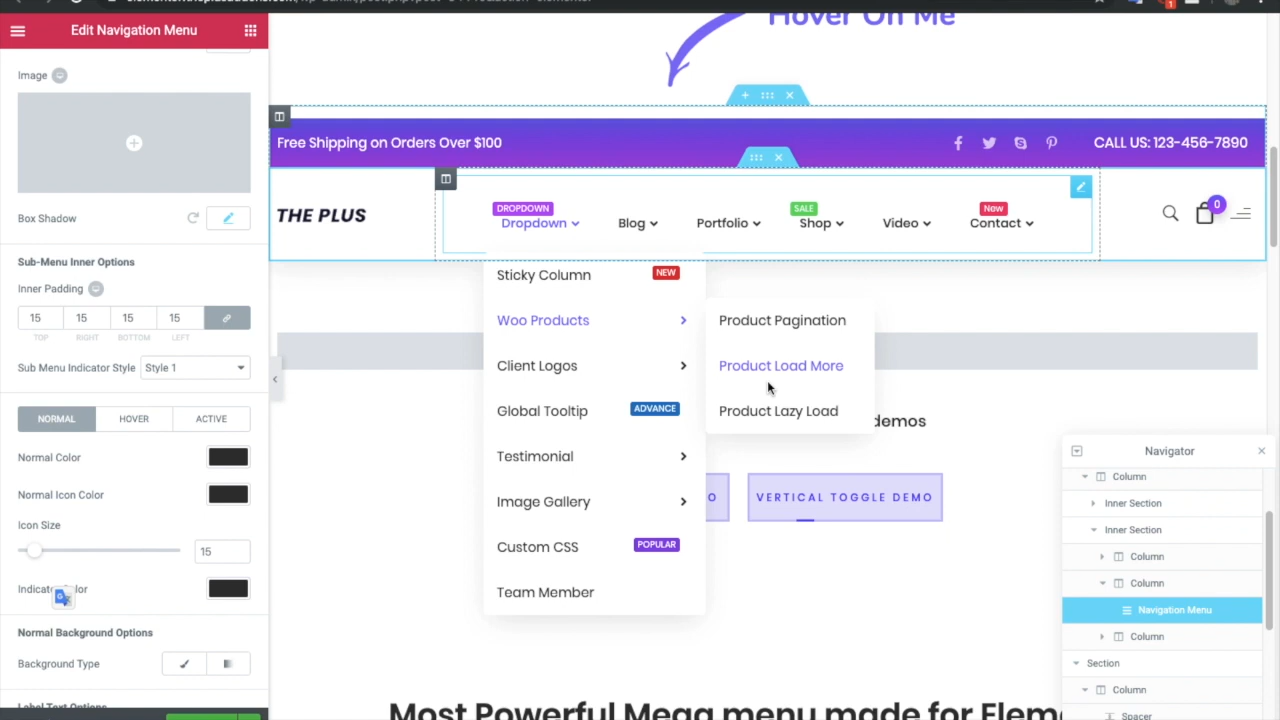 Edit Navigation Menu
Image
Box Shadow
Sub-Menu Inner Options
Inner Padding
15 15 15 15
TOP RIGHT BOTTOM LEFT
Sub Menu Indicator Style Style 1
NORMAL HOVER ACTIVE
Normal Color
Normal Icon Color
Icon Size
15
Normal Background Options
Background Type
Label Text Options
Hover On Me
Free Shipping on Orders Over $100
CALL US: 123-456-7890
THE PLUS
DROPDOWN SALE New
Dropdown Blog Portfolio Shop Video Contact
0
Sticky Column NEW
Woo Products
Client Logos
Global Tooltip ADVANCE
Testimonial
Image Gallery
Custom CSS POPULAR
Team Member
Product Pagination
Product Load More
Product Lazy Load
demos
O
VERTICAL TOGGLE DEMO
Most Powerful Mega menu made for Elem
Navigator
Column
Inner Section
Inner Section
Column
Column
Navigation Menu
Column
Section
Column
Spacer